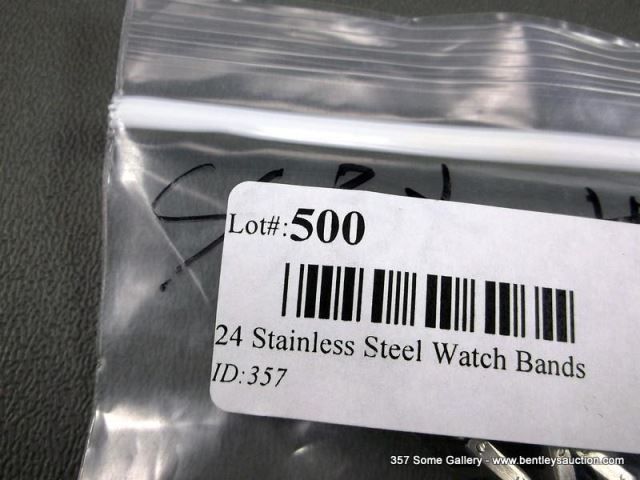 Lot#:500
24 Stainless Steel Watch Bands
ID:357
357 Some Gallery - www.bentleysauction.com